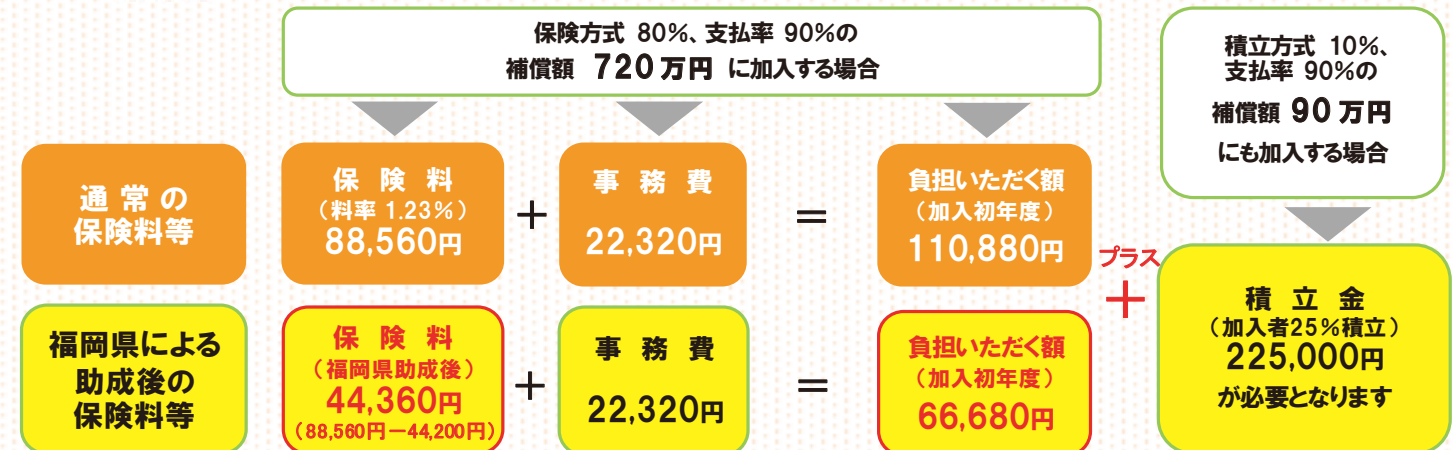 保険方式 80%、支払率 90%の
補償額 720万円 に加入する場合
積立方式 10%、
支払率 90%の
補償額 90万円
にも加入する場合
通常の
保険料等
保険料
(料率 1.23%)
88,560円
+
事務費
22,320円
=
負担いただく額
(加入初年度)
110,880円
プラス
+
福岡県による
助成後の
保険料等
保険料
(福岡県助成後)
44,360円
(88,560円−44,200円)
+
事務費
22,320円
=
負担いただく額
(加入初年度)
66,680円
積立金
(加入者25%積立)
225,000円
が必要となります